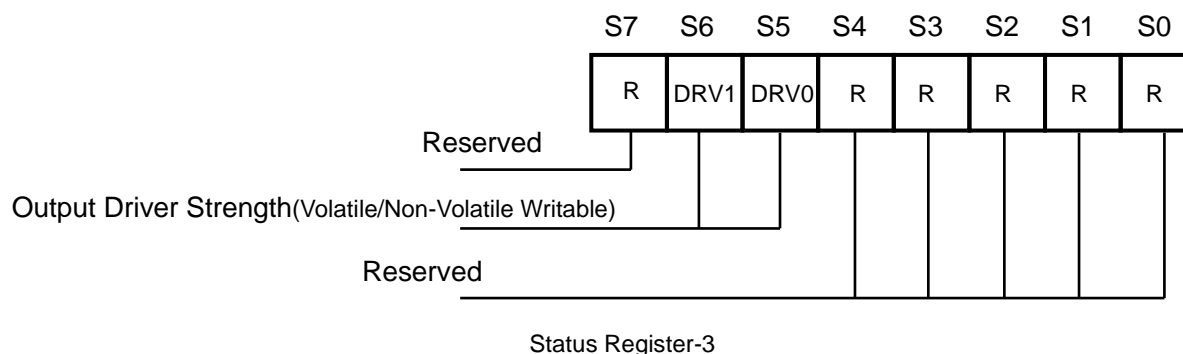 S7 S6 S5 S4 S3 S2 S1 S0
R DRV1 DRV0 R R R R R
Reserved
Output Driver Strength(Volatile/Non-Volatile Writable)
Reserved
Status Register-3